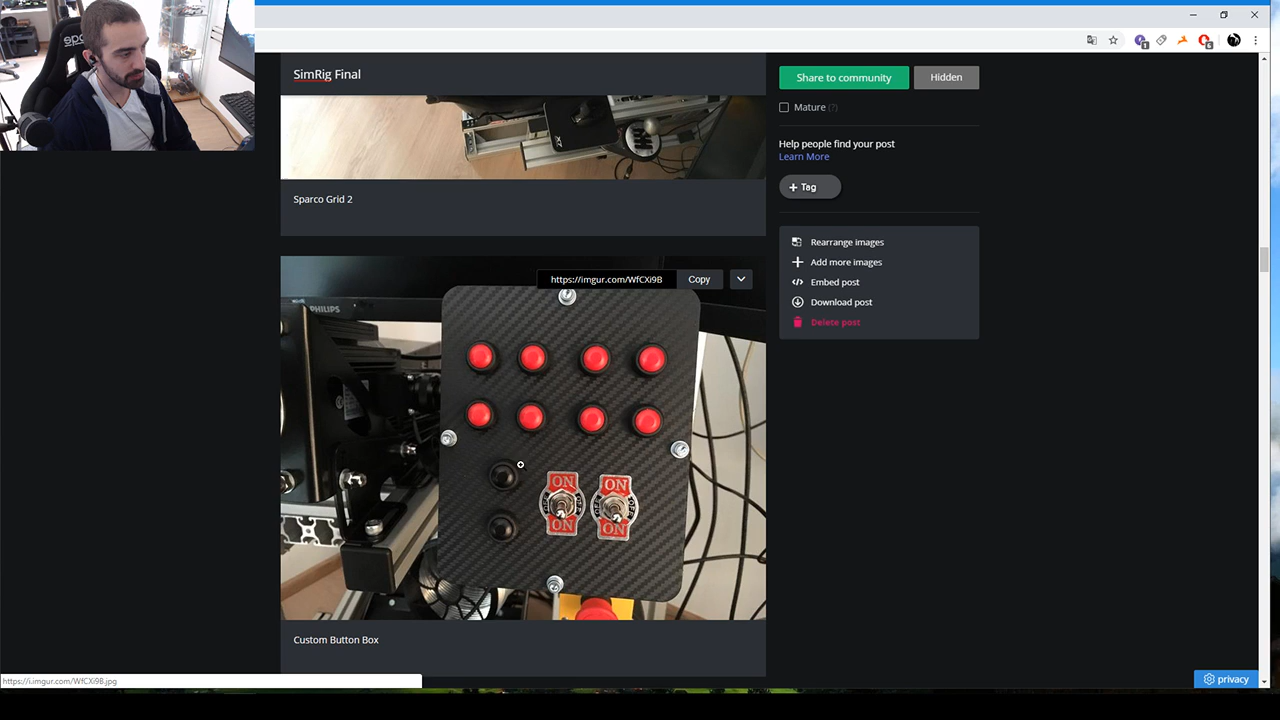 SimRig Final
Share to community
Hidden
Mature (?)
Help people find your post
Learn More
+ Tag
Sparco Grid 2
Rearrange images
Add more images
Embed post
Download post
Delete post
https://imgur.com/WfCXi9B
Copy
PHILIPS
ON
ON
OFF
OFF
OFF
OFF
ON
ON
Custom Button Box
https://i.imgur.com/WfCXi9B.jpg
privacy